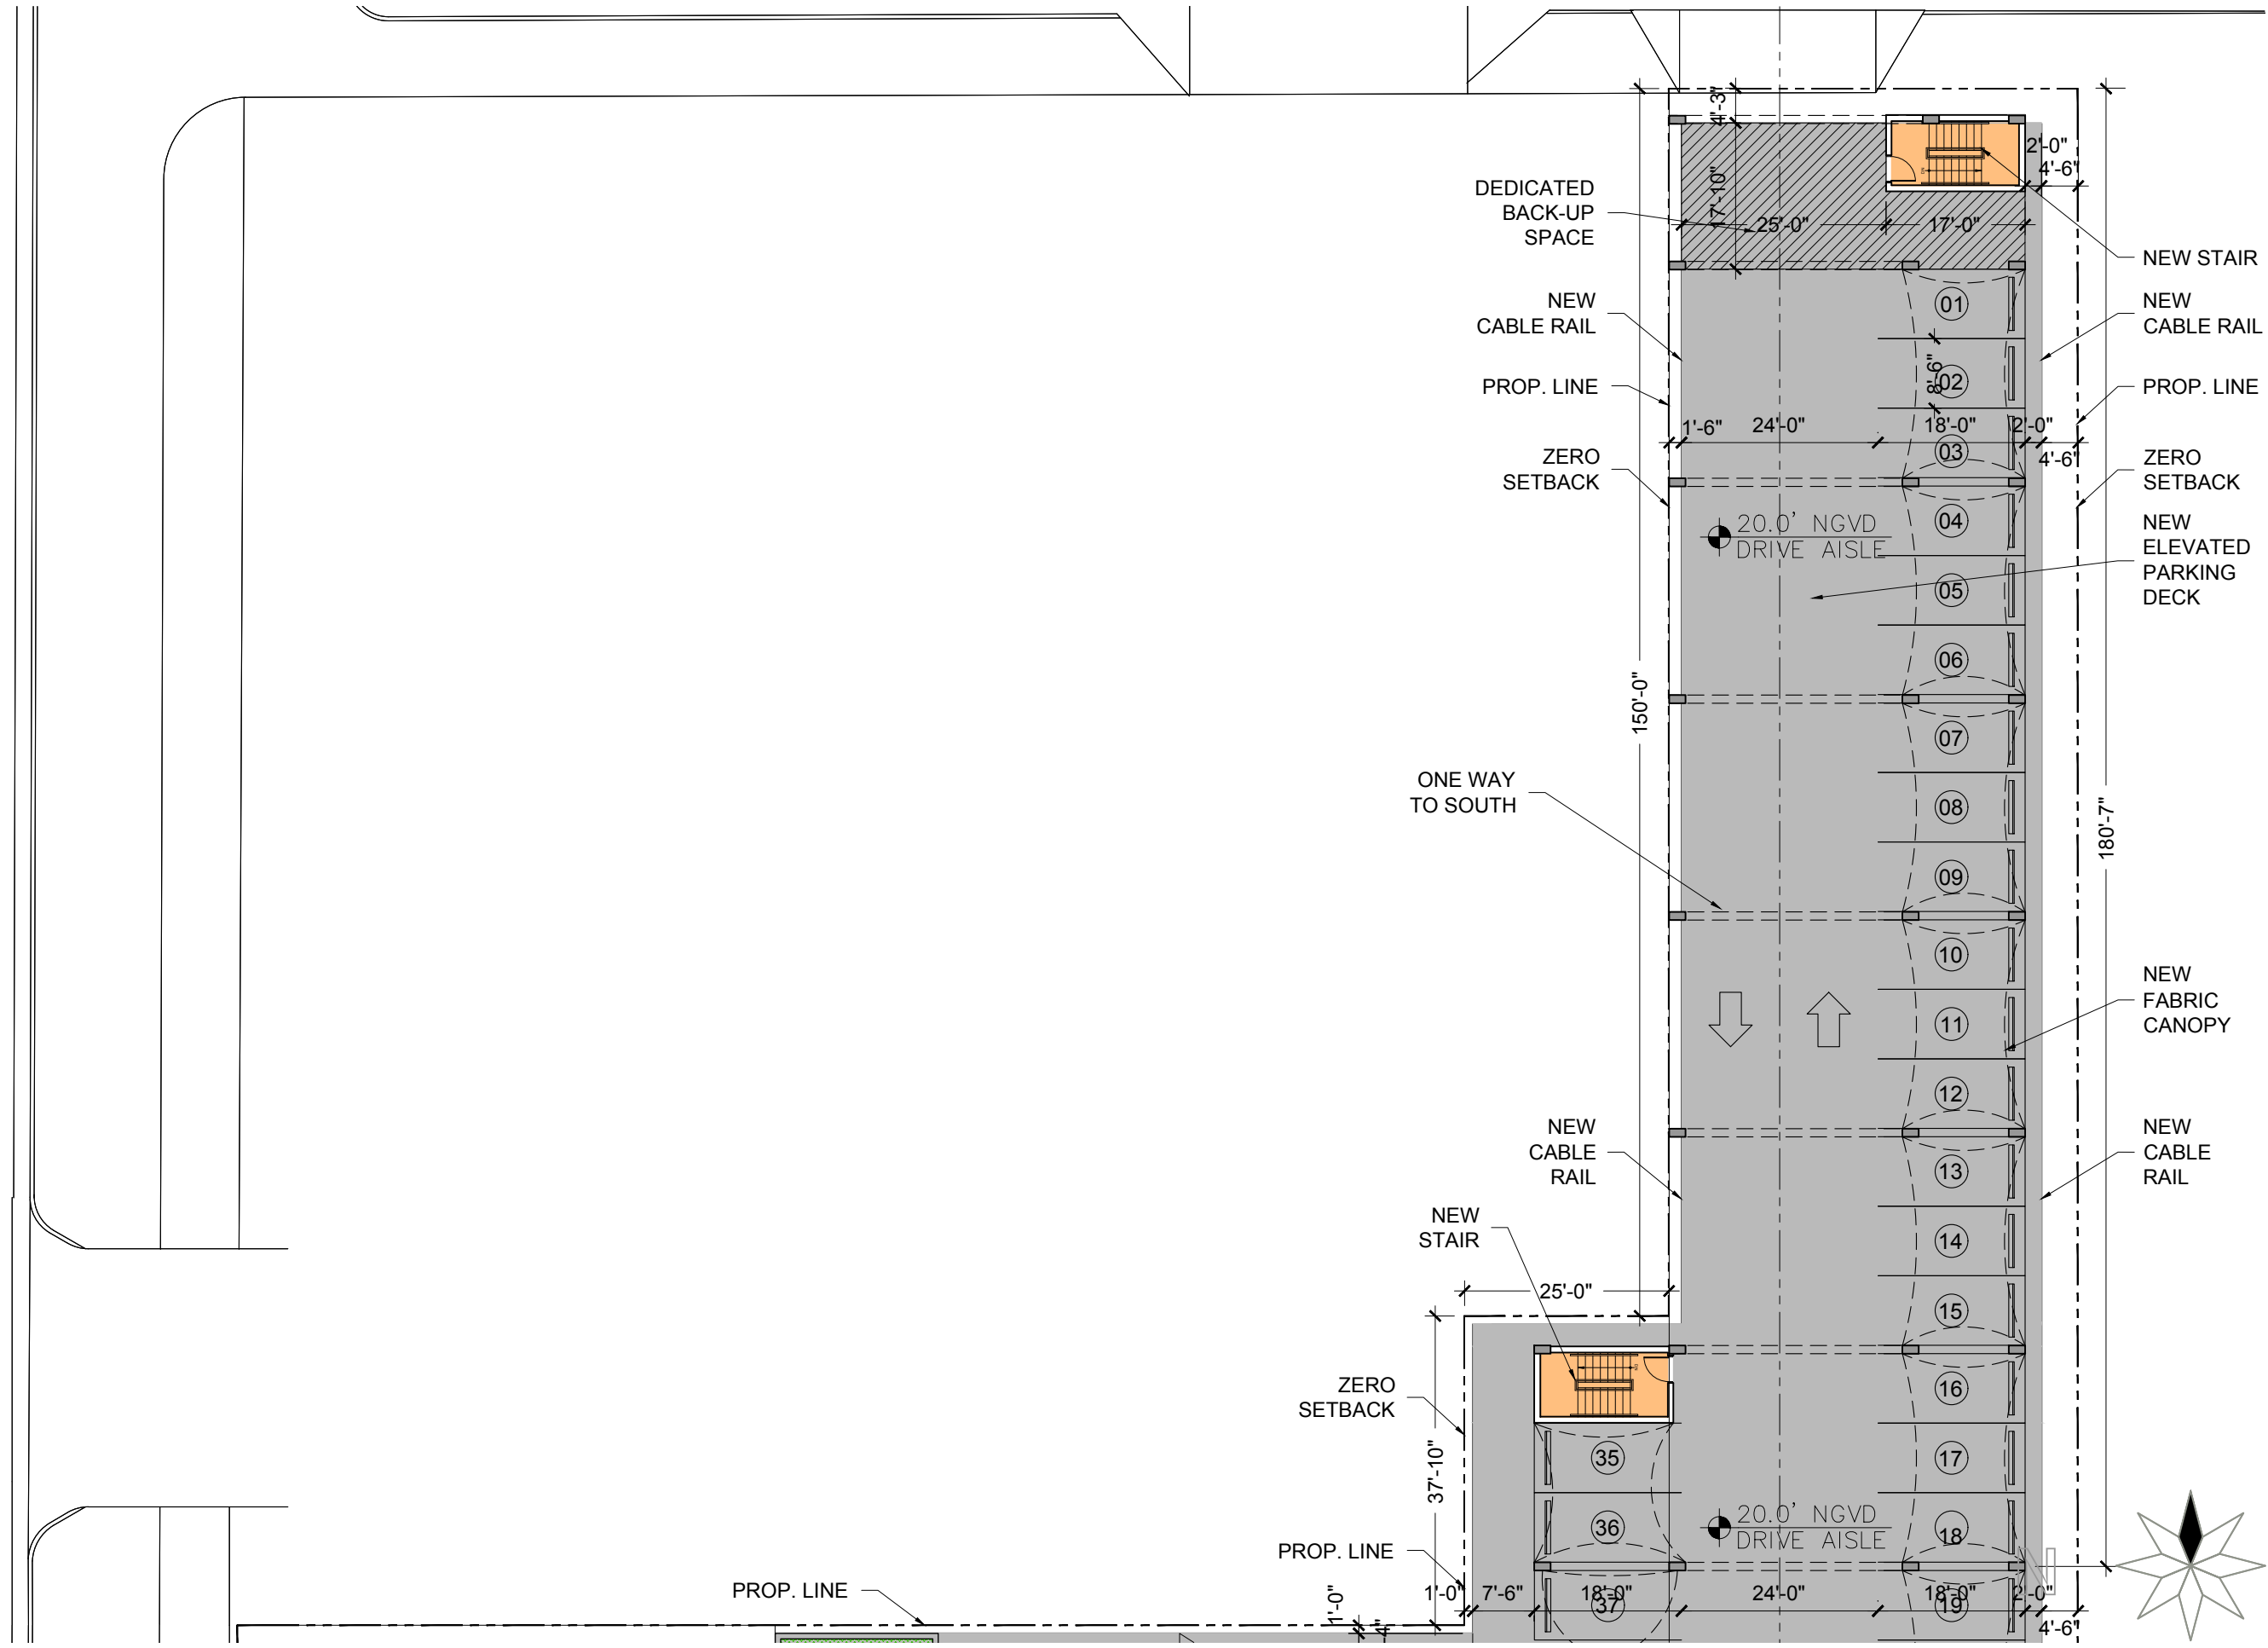 4'-3"
2'-0"
4'-6"
DEDICATED
BACK-UP
SPACE
17'-10"
25'-0"
17'-0"
NEW STAIR
NEW
CABLE RAIL
01
NEW
CABLE RAIL
PROP. LINE
8'-6"
02
PROP. LINE
1'-6"
24'-0"
18'-0"
2'-0"
ZERO
SETBACK
03
4'-6"
ZERO
SETBACK
20.0' NGVD
DRIVE AISLE
04
NEW
ELEVATED
PARKING
DECK
05
06
150'-0"
07
ONE WAY
TO SOUTH
08
180'-7"
09
10
NEW
FABRIC
CANOPY
11
12
NEW
CABLE
RAIL
NEW
CABLE
RAIL
13
NEW
STAIR
14
25'-0"
15
ZERO
SETBACK
16
37'-10"
35
17
36
20.0' NGVD
DRIVE AISLE
18
PROP. LINE
N
PROP. LINE
1'-0"
1'-0"
7'-6"
18'-0"
24'-0"
18'-0"
2'-0"
37
19
4'-6"